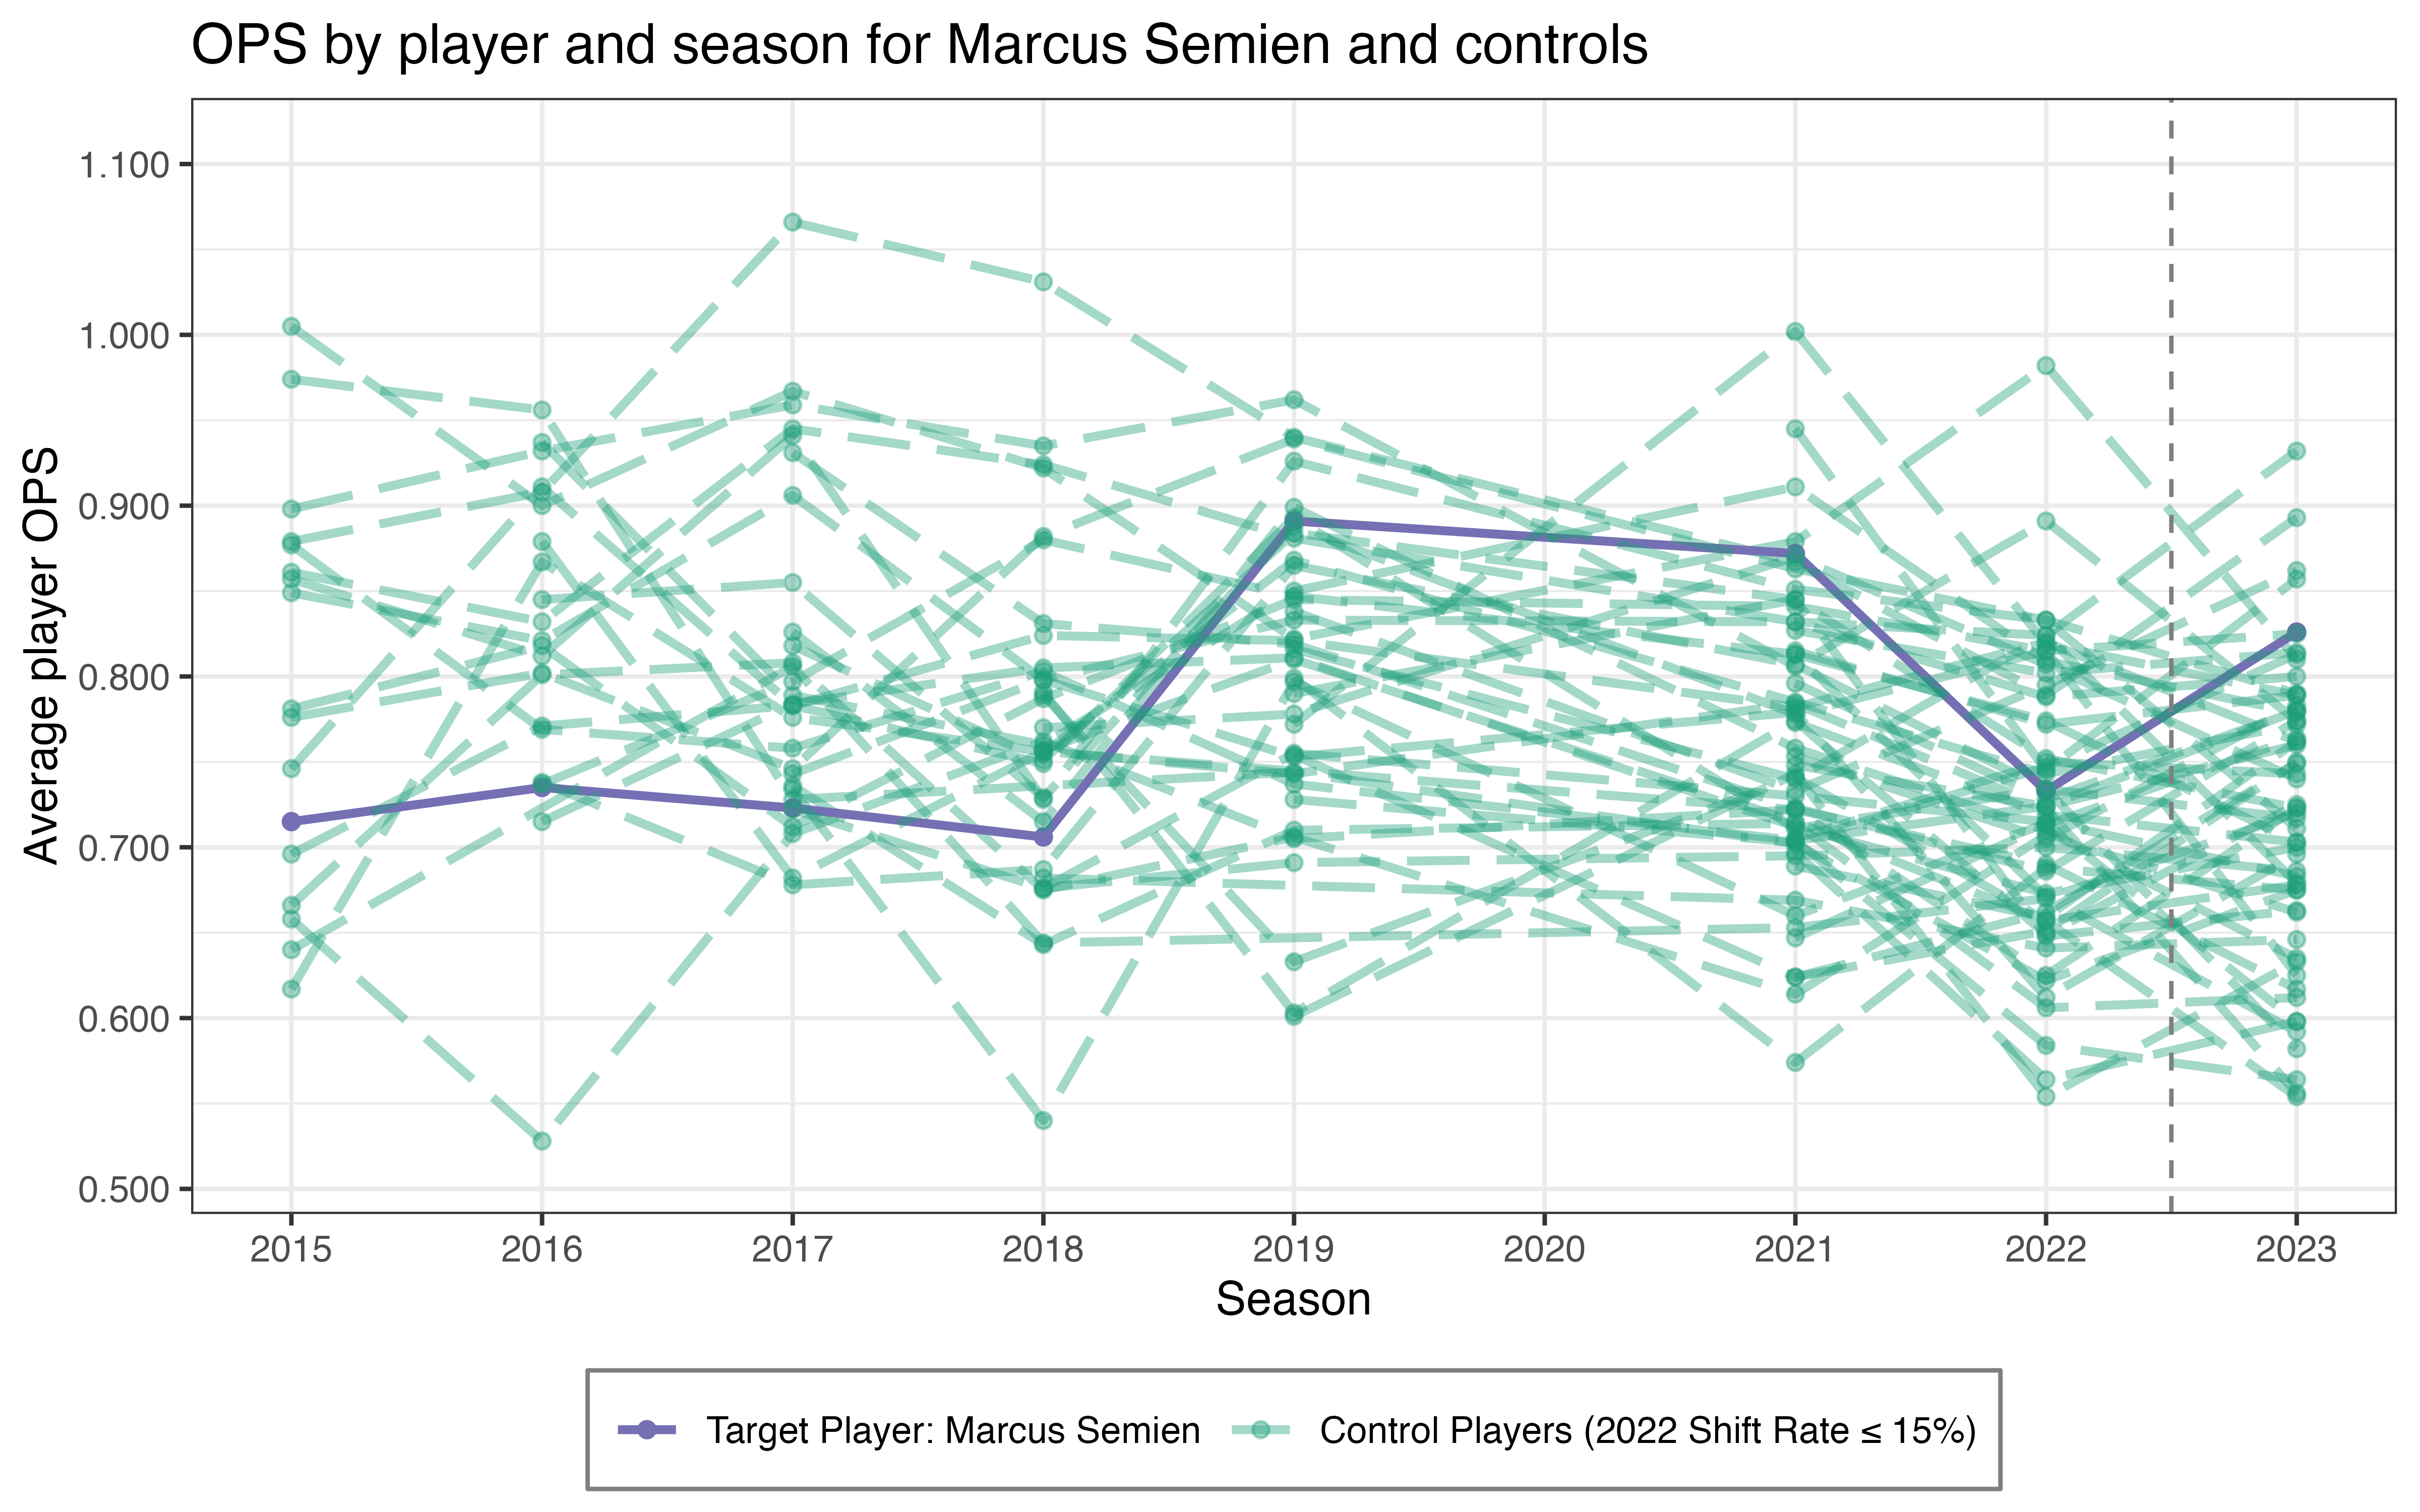 OPS by player and season for Marcus Semien and controls
Average player OPS
1.100
1.000
0.900
0.800
0.700
0.600
0.500
2015 2016 2017 2018 2019 2020 2021 2022 2023
Season
Target Player: Marcus Semien Control Players (2022 Shift Rate ≤ 15%)